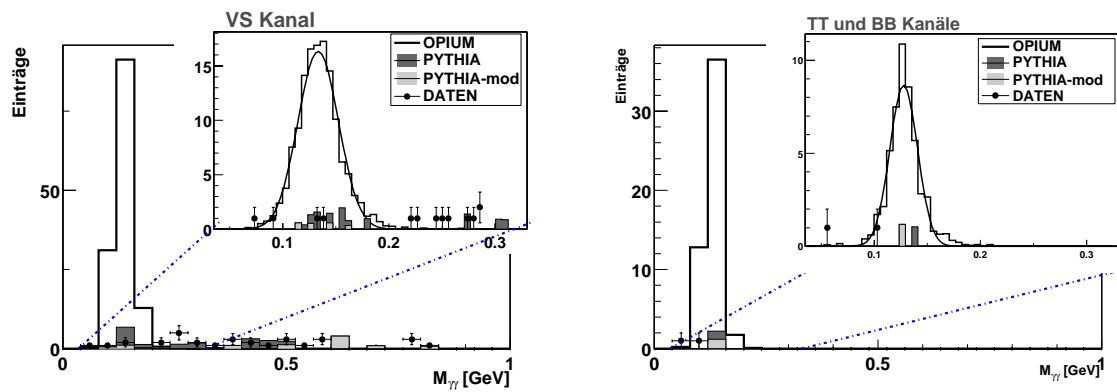 VS Kanal
Einträge
50
0
0
0.5
1
M_γγ [GeV]
15
10
5
0
0.1
0.2
0.3
OPIUM
PYTHIA
PYTHIA-mod
DATEN
TT und BB Kanäle
Einträge
30
20
10
0
0
0.5
1
M_γγ [GeV]
10
5
0
0.1
0.2
0.3
OPIUM
PYTHIA
PYTHIA-mod
DATEN